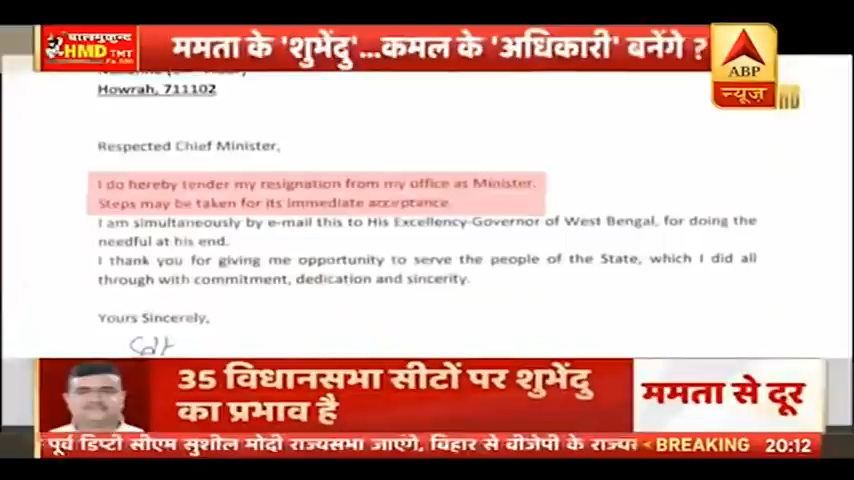 बालमुकुन्द
HMD TMT
ममता के 'शुभेंदु'...कमल के 'अधिकारी' बनेंगे ?
ABP
न्यूज़
HD
Howrah, 711102
Respected Chief Minister,
I do hereby tender my resignation from my office as Minister.
Steps may be taken for its immediate acceptance.
I am simultaneously by e-mail this to His Excellency-Governor of West Bengal, for doing the
needful at his end.
I thank you for giving me opportunity to serve the people of the State, which I did all
through with commitment, dedication and sincerity.
Yours Sincerely,
35 विधानसभा सीटों पर शुभेंदु
का प्रभाव है
ममता से दूर
पूर्व डिप्टी सीएम सुशील मोदी राज्यसभा जाएंगे, बिहार से बीजेपी के राज्यस
< BREAKING
20:12